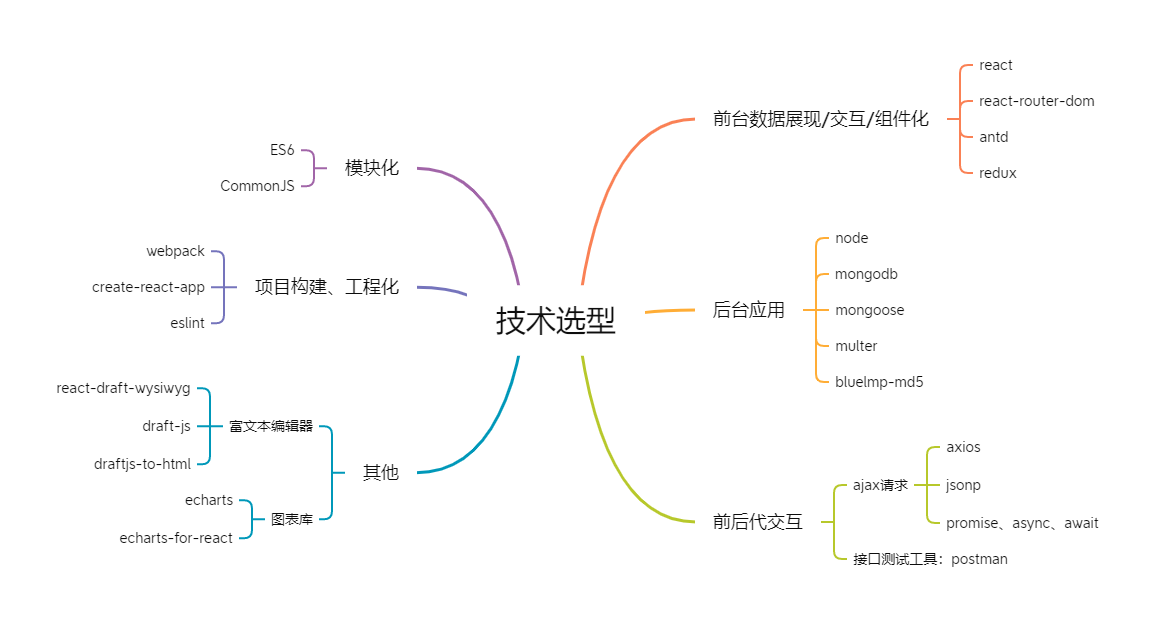 技术选型
前台数据展现/交互/组件化
react
react-router-dom
antd
redux
后台应用
node
mongodb
mongoose
multer
bluelmp-md5
前后代交互
ajax请求
axios
jsonp
promise、async、await
接口测试工具：postman
模块化
ES6
CommonJS
项目构建、工程化
webpack
create-react-app
eslint
其他
富文本编辑器
react-draft-wysiwyg
draft-js
draftjs-to-html
图表库
echarts
echarts-for-react